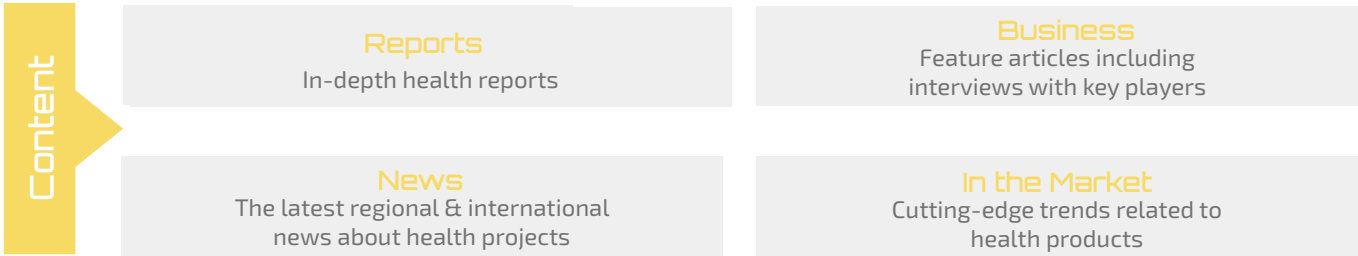 Content
Reports
In-depth health reports
Business
Feature articles including
interviews with key players
News
The latest regional & international
news about health projects
In the Market
Cutting-edge trends related to
health products